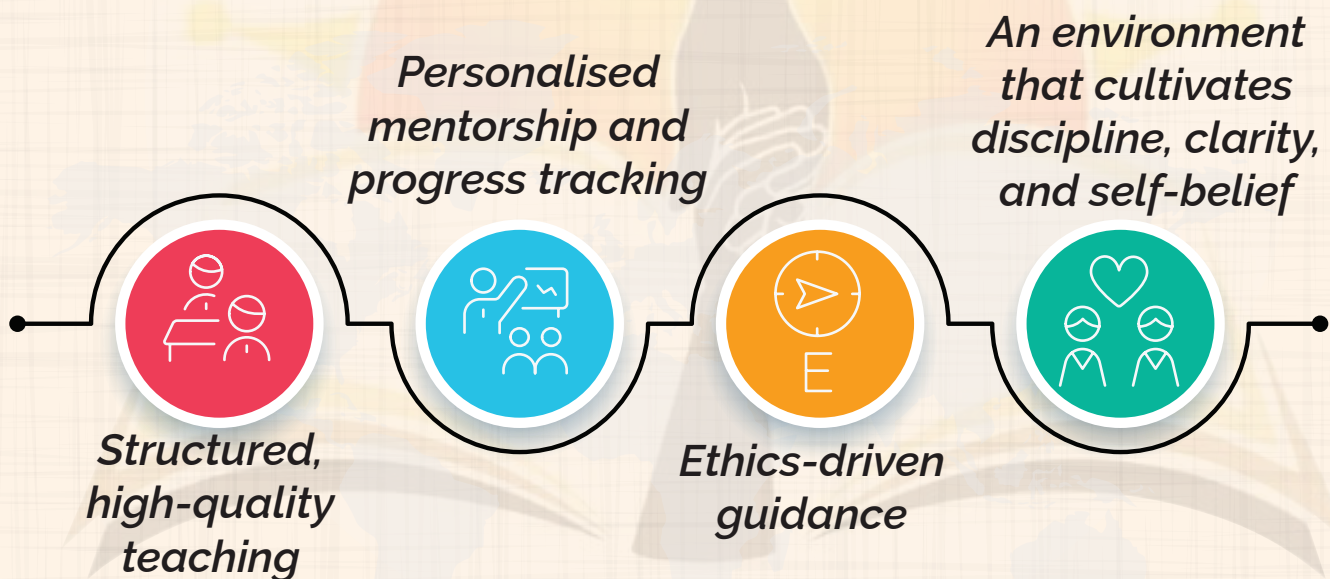 Structured,
high-quality
teaching
Personalised
mentorship and
progress tracking
E
Ethics-driven
guidance
An environment
that cultivates
discipline, clarity,
and self-belief